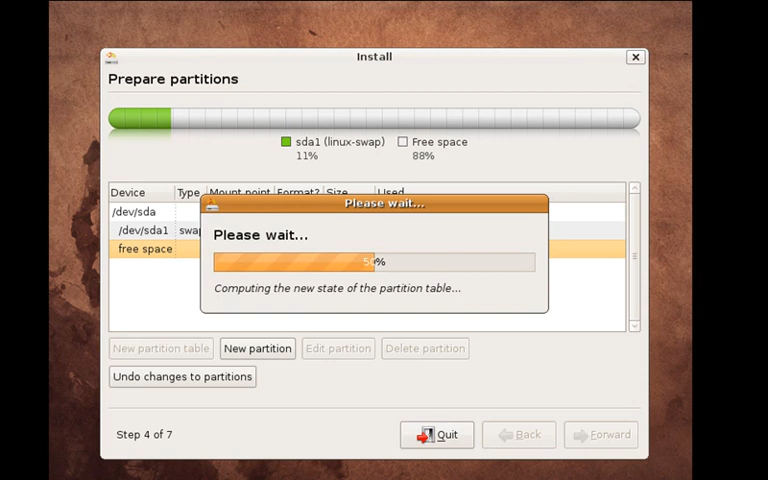 Install
Prepare partitions
sda1 (linux-swap)
11%
Free space
88%
Device Type Mount point Format? Size Used
/dev/sda
/dev/sda1 swap
free space
Please wait...
Please wait...
50%
Computing the new state of the partition table...
New partition table New partition Edit partition Delete partition
Undo changes to partitions
Step 4 of 7
Quit Back Forward